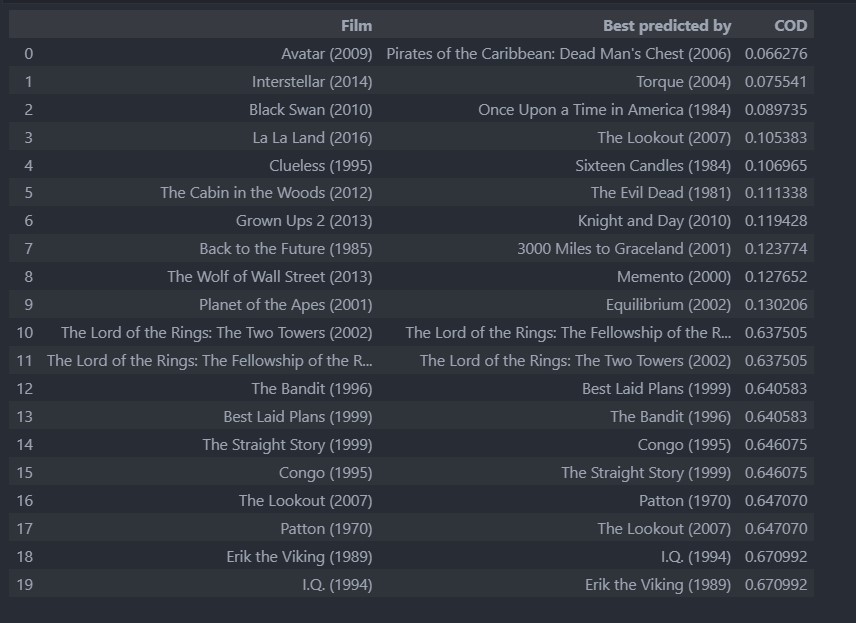 Film Best predicted by COD
0 Avatar (2009) Pirates of the Caribbean: Dead Man's Chest (2006) 0.066276
1 Interstellar (2014) Torque (2004) 0.075541
2 Black Swan (2010) Once Upon a Time in America (1984) 0.089735
3 La La Land (2016) The Lookout (2007) 0.105383
4 Clueless (1995) Sixteen Candles (1984) 0.106965
5 The Cabin in the Woods (2012) The Evil Dead (1981) 0.111338
6 Grown Ups 2 (2013) Knight and Day (2010) 0.119428
7 Back to the Future (1985) 3000 Miles to Graceland (2001) 0.123774
8 The Wolf of Wall Street (2013) Memento (2000) 0.127652
9 Planet of the Apes (2001) Equilibrium (2002) 0.130206
10 The Lord of the Rings: The Two Towers (2002) The Lord of the Rings: The Fellowship of the R... 0.637505
11 The Lord of the Rings: The Fellowship of the R... The Lord of the Rings: The Two Towers (2002) 0.637505
12 The Bandit (1996) Best Laid Plans (1999) 0.640583
13 Best Laid Plans (1999) The Bandit (1996) 0.640583
14 The Straight Story (1999) Congo (1995) 0.646075
15 Congo (1995) The Straight Story (1999) 0.646075
16 The Lookout (2007) Patton (1970) 0.647070
17 Patton (1970) The Lookout (2007) 0.647070
18 Erik the Viking (1989) I.Q. (1994) 0.670992
19 I.Q. (1994) Erik the Viking (1989) 0.670992